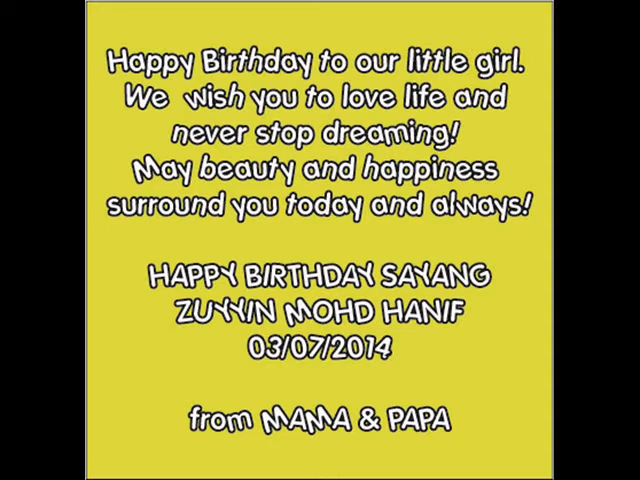 Happy Birthday to our little girl.
We wish you to love life and
never stop dreaming!
May beauty and happiness
surround you today and always!
HAPPY BIRTHDAY SAYANG
ZUYYIN MOHD HANIF
03/07/2014
from MAMA & PAPA